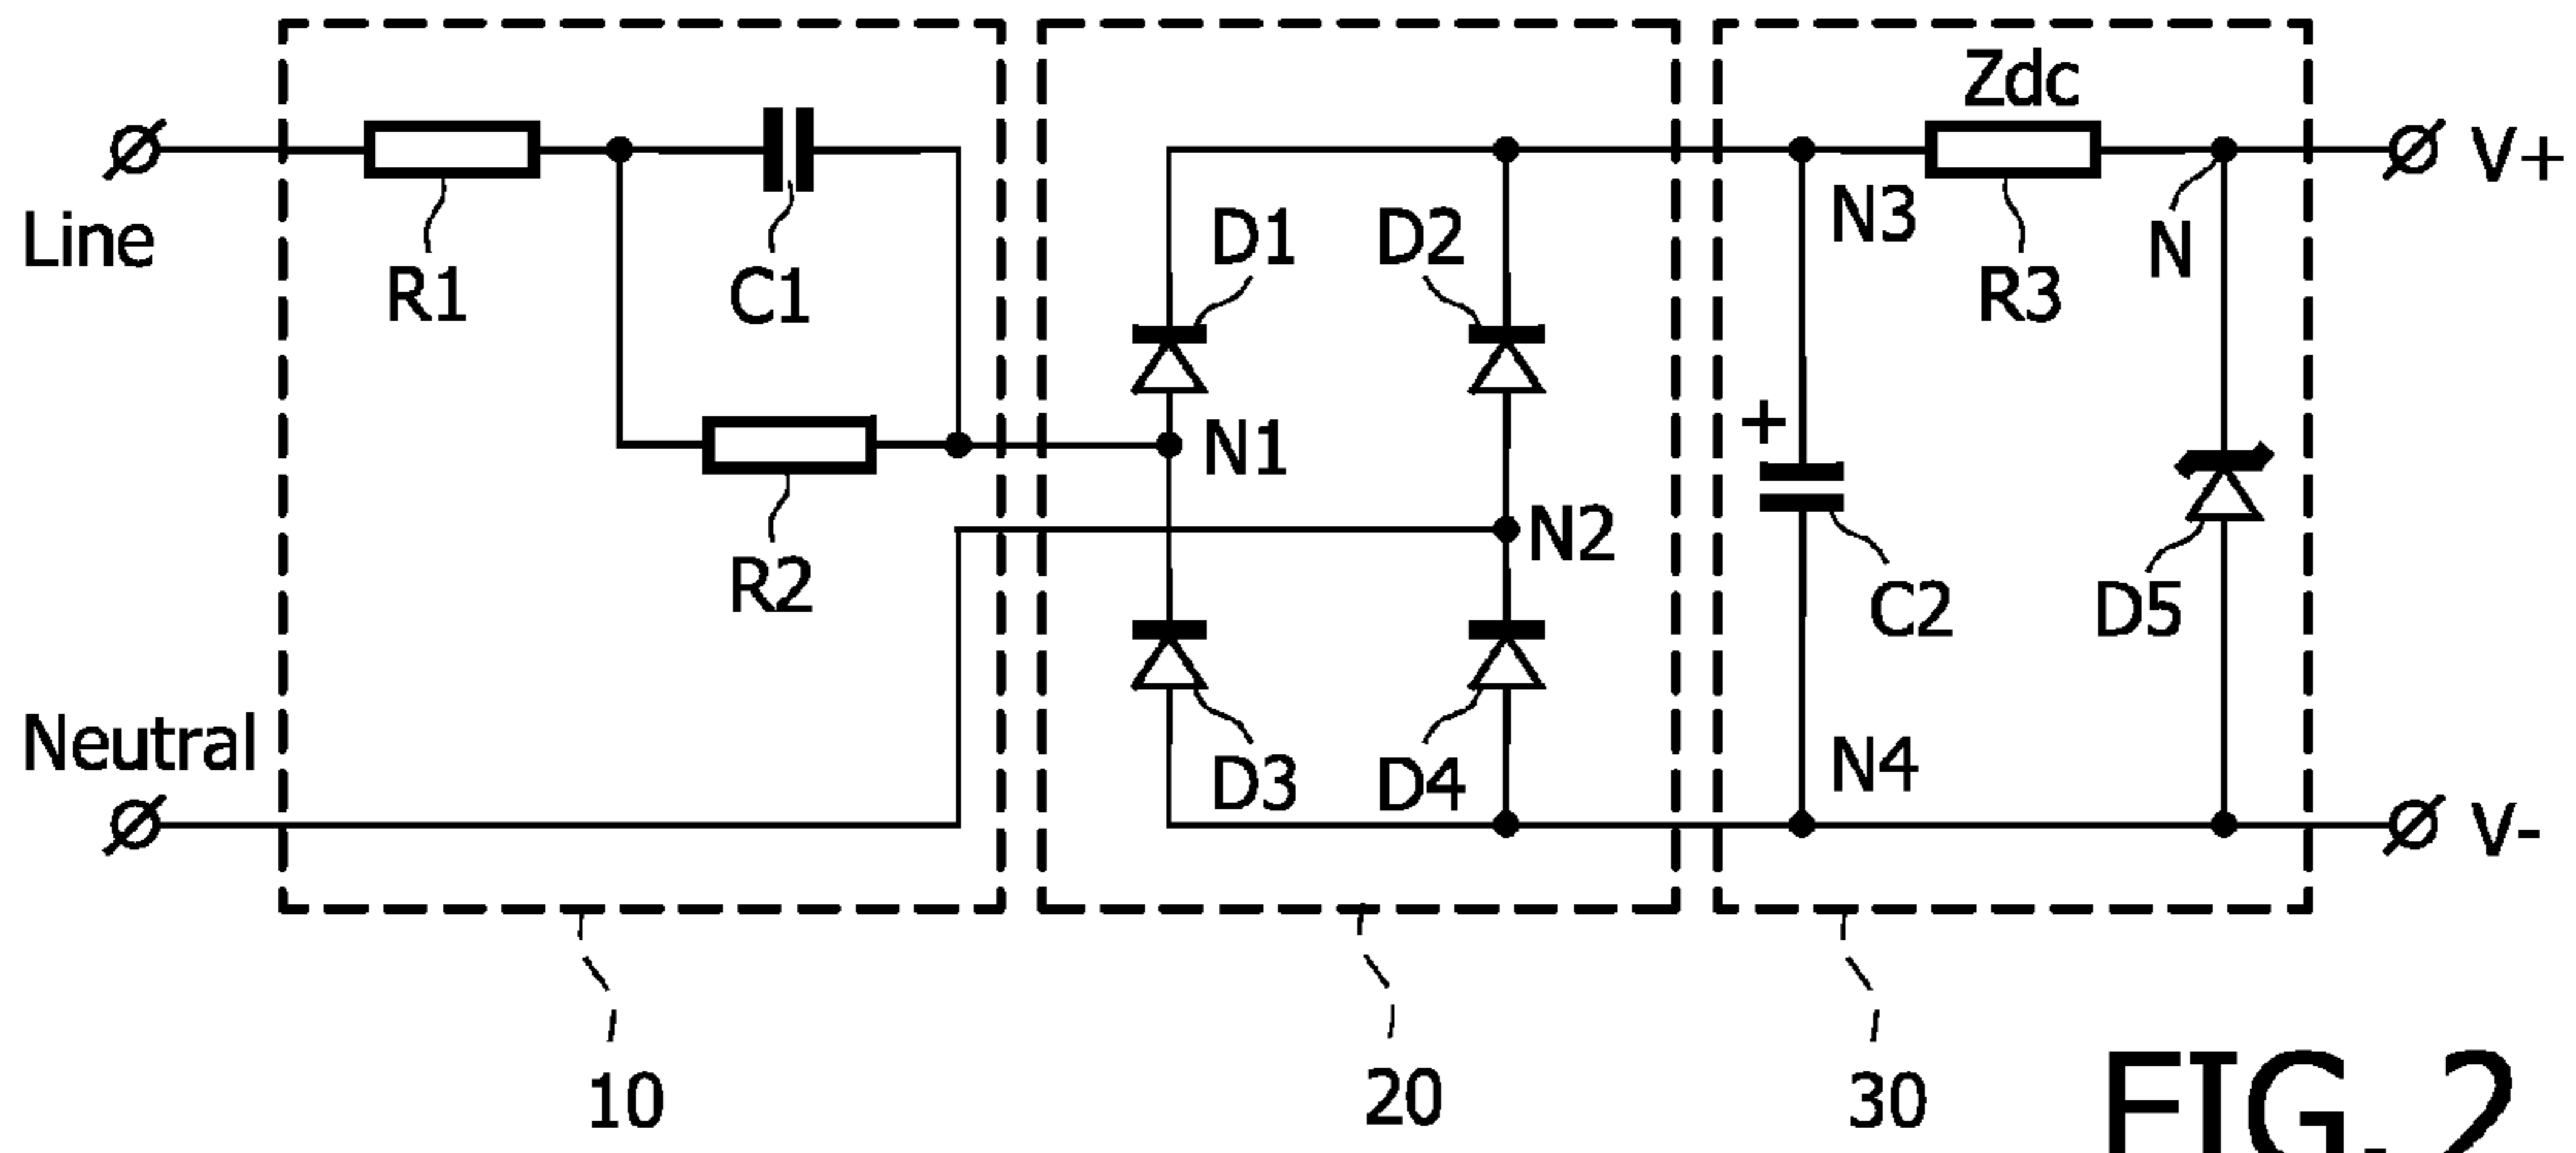 Zdc
V+
Line
R1
C1
D1
D2
N3
N
R3
N1
N2
R2
+
C2
D5
Neutral
D3
D4
N4
V-
10
20
30
FIG. 2